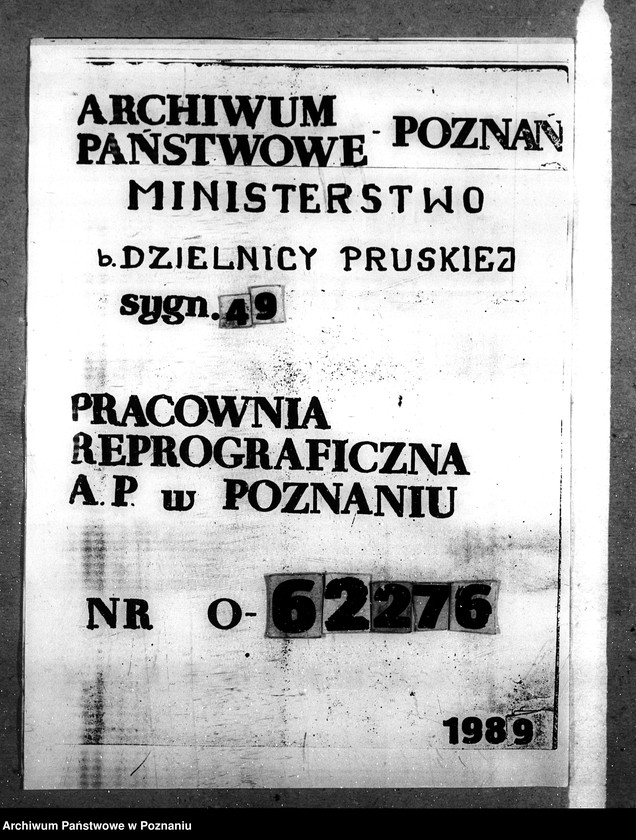 ARCHIWUM
PAŃSTWOWE - POZNAŃ
MINISTERSTWO
b. DZIELNICY PRUSKIEJ
sygn. 49
PRACOWNIA
REPROGRAFICZNA
A.P. w POZNANIU
NR O-62276
1989
Archiwum Państwowe w Poznaniu